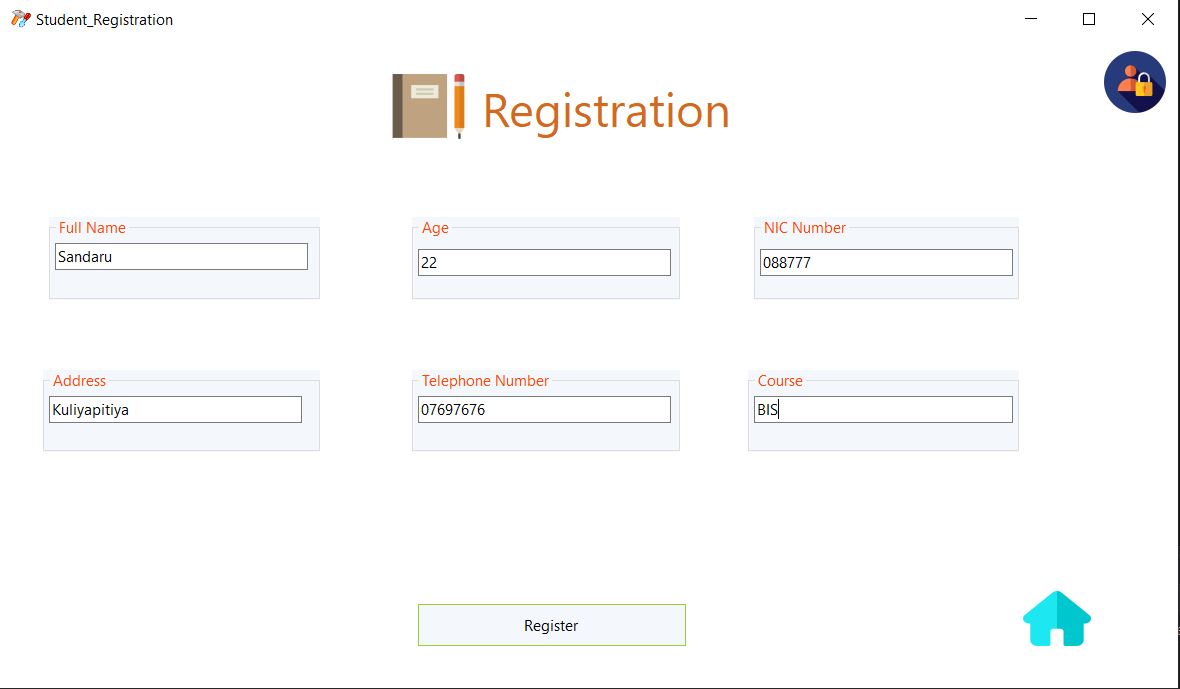 Student_Registration
Registration
Full Name
Age
NIC Number
Sandaru
22
088777
Address
Telephone Number
Course
Kuliyapitiya
07697676
BIS
Register